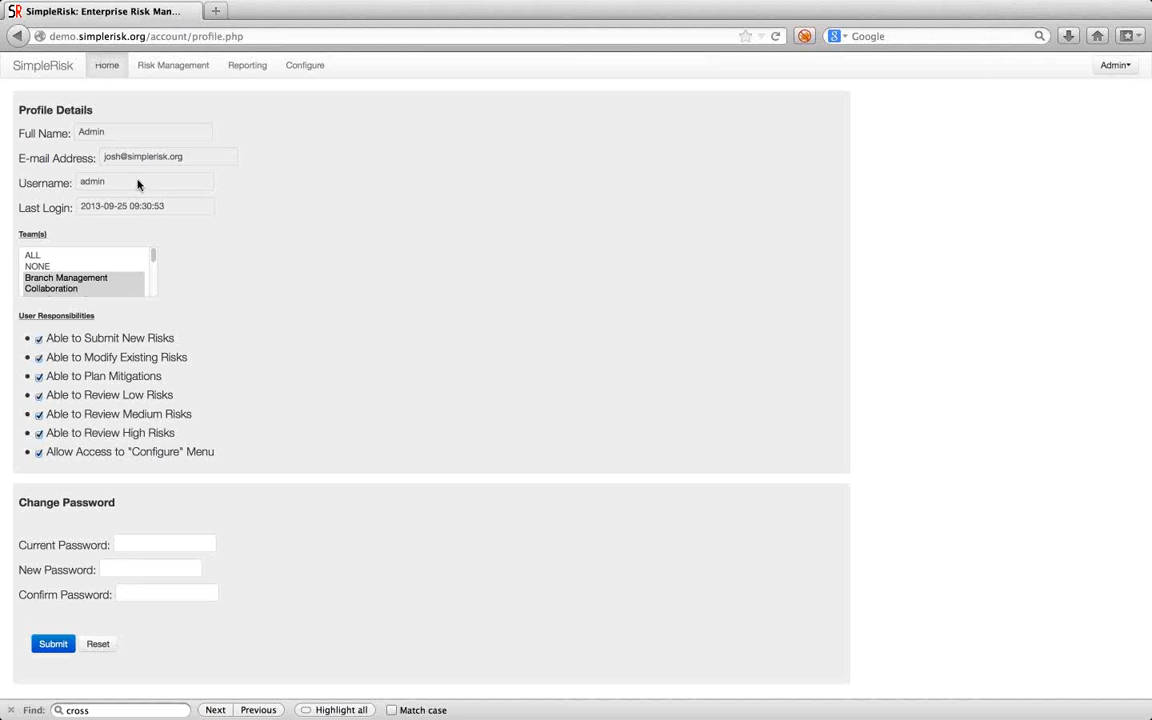 SimpleRisk: Enterprise Risk Man...
demo.simplerisk.org/account/profile.php
Google
SimpleRisk Home Risk Management Reporting Configure Admin
Profile Details
Full Name: Admin
E-mail Address: josh@simplerisk.org
Username: admin
Last Login: 2013-09-25 09:30:53
Team(s)
ALL
NONE
Branch Management
Collaboration
User Responsibilities
Able to Submit New Risks
Able to Modify Existing Risks
Able to Plan Mitigations
Able to Review Low Risks
Able to Review Medium Risks
Able to Review High Risks
Allow Access to "Configure" Menu
Change Password
Current Password:
New Password:
Confirm Password:
Submit Reset
Find: cross Next Previous Highlight all Match case